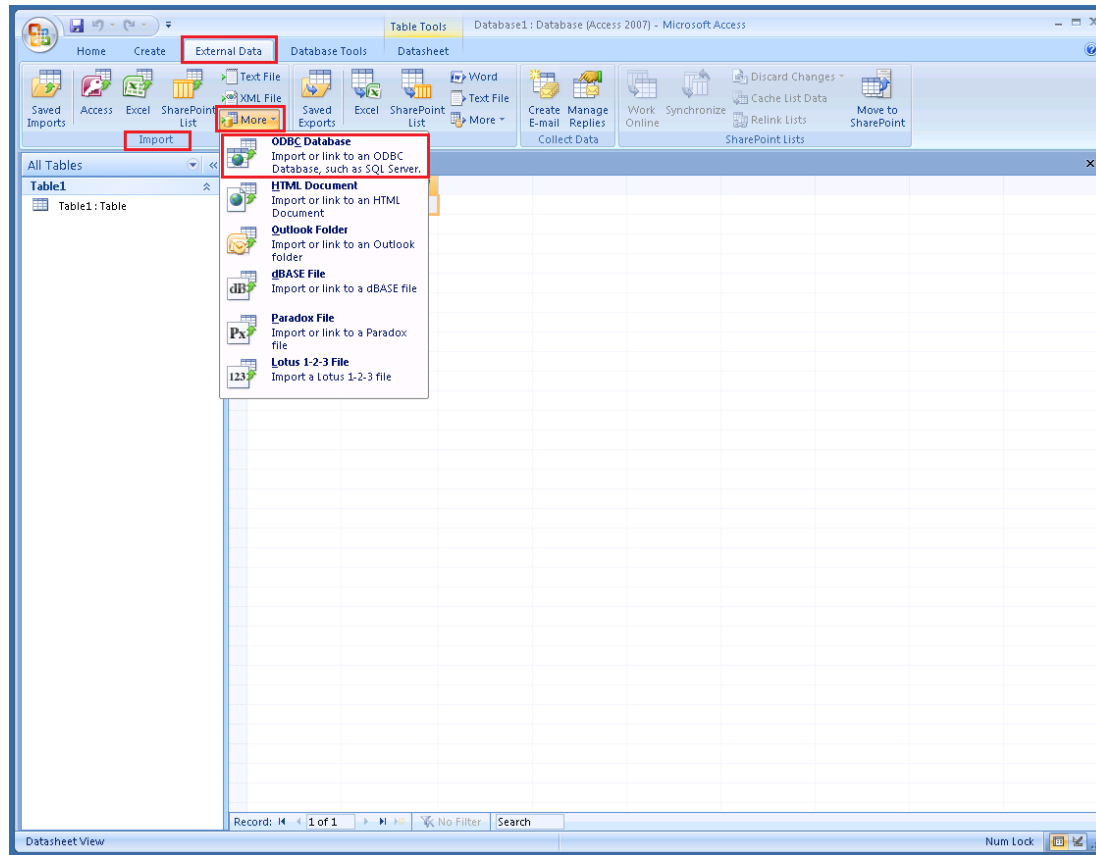 Table Tools
Database1 : Database (Access 2007) - Microsoft Access
Home Create External Data Database Tools Datasheet
Saved Imports
Access
Excel
SharePoint List
Text File
XML File
More
Import
Saved Exports
Excel
SharePoint List
Word
Text File
More
Create E-mail
Manage Replies
Collect Data
Work Online
Synchronize
Discard Changes
Cache List Data
Relink Lists
Move to SharePoint
SharePoint Lists
All Tables
Table1
Table1 : Table
ODBC Database
Import or link to an ODBC
Database, such as SQL Server.
HTML Document
Import or link to an HTML
Document
Outlook Folder
Import or link to an Outlook
folder
dBASE File
Import or link to a dBASE file
Paradox File
Import or link to a Paradox
file
Lotus 1-2-3 File
Import a Lotus 1-2-3 file
dB
Px
123
Record: 1 of 1 No Filter Search
Datasheet View
Num Lock